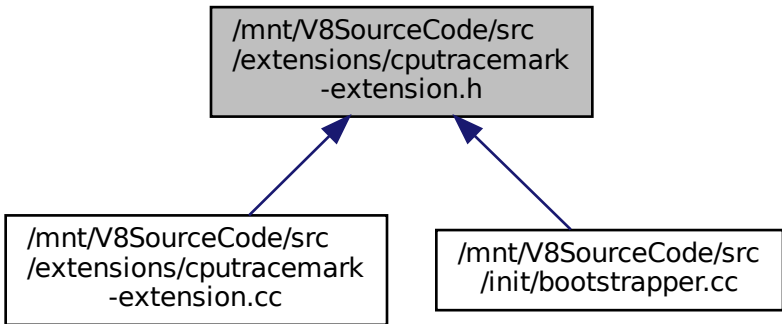 /mnt/V8SourceCode/src
/extensions/cputracemark
-extension.h
/mnt/V8SourceCode/src
/extensions/cputracemark
-extension.cc
/mnt/V8SourceCode/src
/init/bootstrapper.cc